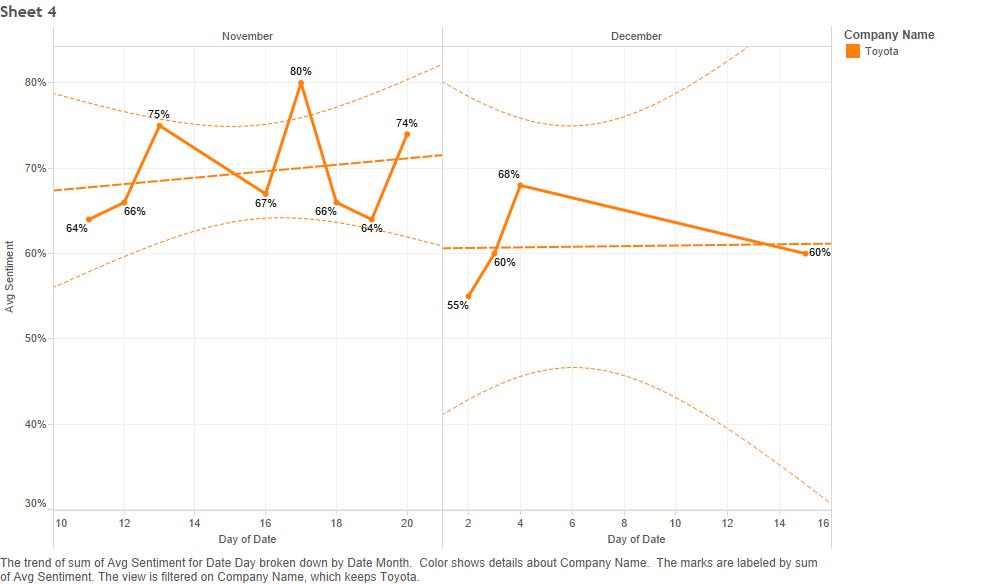 Sheet 4
November
December
Company Name
Toyota
Avg Sentiment
80%
70%
60%
50%
40%
30%
64%
66%
75%
67%
80%
66%
64%
74%
55%
60%
68%
60%
10 12 14 16 18 20
2 4 6 8 10 12 14 16
Day of Date
Day of Date
The trend of sum of Avg Sentiment for Date Day broken down by Date Month.  Color shows details about Company Name.  The marks are labeled by sum
of Avg Sentiment. The view is filtered on Company Name, which keeps Toyota.